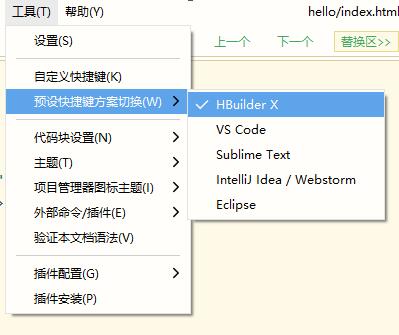 工具(T) 帮助(Y) hello/index.html
设置(S) 上一个 下一个 替换区>>
自定义快捷键(K)
预设快捷键方案切换(W)
HBuilder X
VS Code
Sublime Text
IntelliJ Idea / Webstorm
Eclipse
代码块设置(N)
主题(T)
项目管理器图标主题(I)
外部命令/插件(E)
验证本文档语法(V)
插件配置(G)
插件安装(P)